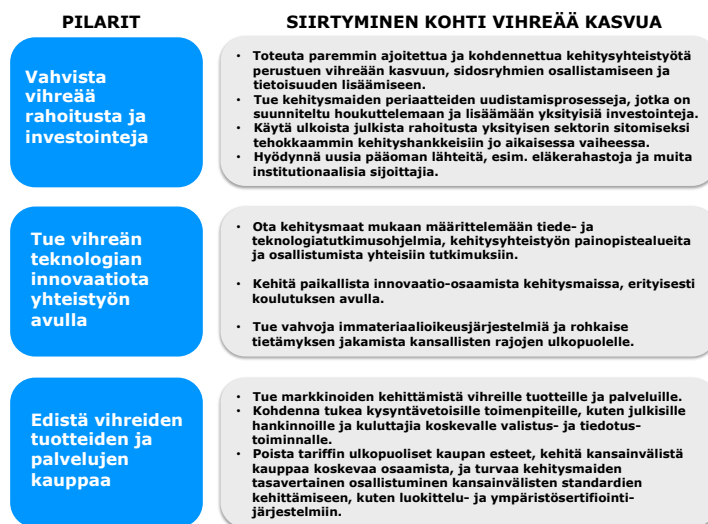 PILARIT
SIIRTYMINEN KOHTI VIHREÄÄ KASVUA
Vahvista
vihreää
rahoitusta ja
investointeja
• Toteuta paremmin ajoitettua ja kohdennettua kehitysyhteistyötä
perustuen vihreään kasvuun, sidosryhmien osallistamiseen ja
tietoisuuden lisäämiseen.
• Tue kehitysmaiden periaatteiden uudistamisprosesseja, jotka on
suunniteltu houkuttelemaan ja lisäämään yksityisiä investointeja.
• Käytä ulkoista julkista rahoitusta yksityisen sektorin sitomiseksi
tehokkaammin kehityshankkeisiin jo aikaisessa vaiheessa.
• Hyödynnä uusia pääoman lähteitä, esim. eläkerahastoja ja muita
institutionaalisia sijoittajia.
Tue vihreän
teknologian
innovaatiota
yhteistyön
avulla
• Ota kehitysmaat mukaan määrittelemään tiede- ja
teknologiatutkimusohjelmia, kehitysyhteistyön painopistealueita
ja osallistumista yhteisiin tutkimuksiin.
• Kehitä paikallista innovaatio-osaamista kehitysmaissa, erityisesti
koulutuksen avulla.
• Tue vahvoja immateriaalioikeusjärjestelmiä ja rohkaise
tietämyksen jakamista kansallisten rajojen ulkopuolelle.
Edistä vihreiden
tuotteiden ja
palvelujen
kauppaa
• Tue markkinoiden kehittämistä vihreille tuotteille ja palveluille.
• Kohdenna tukea kysyntävetoisille toimenpiteille, kuten julkisille
hankinnoille ja kuluttajia koskevalle valistus- ja tiedotus-
toiminnalle.
• Poista tariffin ulkopuoliset kaupan esteet, kehitä kansainvälistä
kauppaa koskevaa osaamista, ja turvaa kehitysmaiden
tasavertainen osallistuminen kansainvälisten standardien
kehittämiseen, kuten luokittelu- ja ympäristösertifiointi-
järjestelmiin.